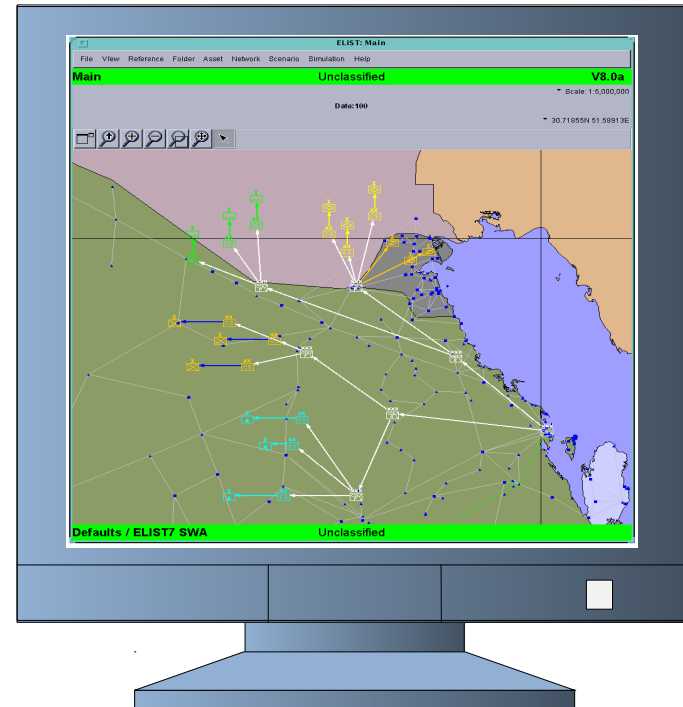 ELIST: Main
File View Reference Folder Asset Network Scenario Simulation Help
Main Unclassified V8.0a
Scale: 1:5,000,000
Date:100
30.71855N 51.58913E
Defaults / ELIST7 SWA Unclassified